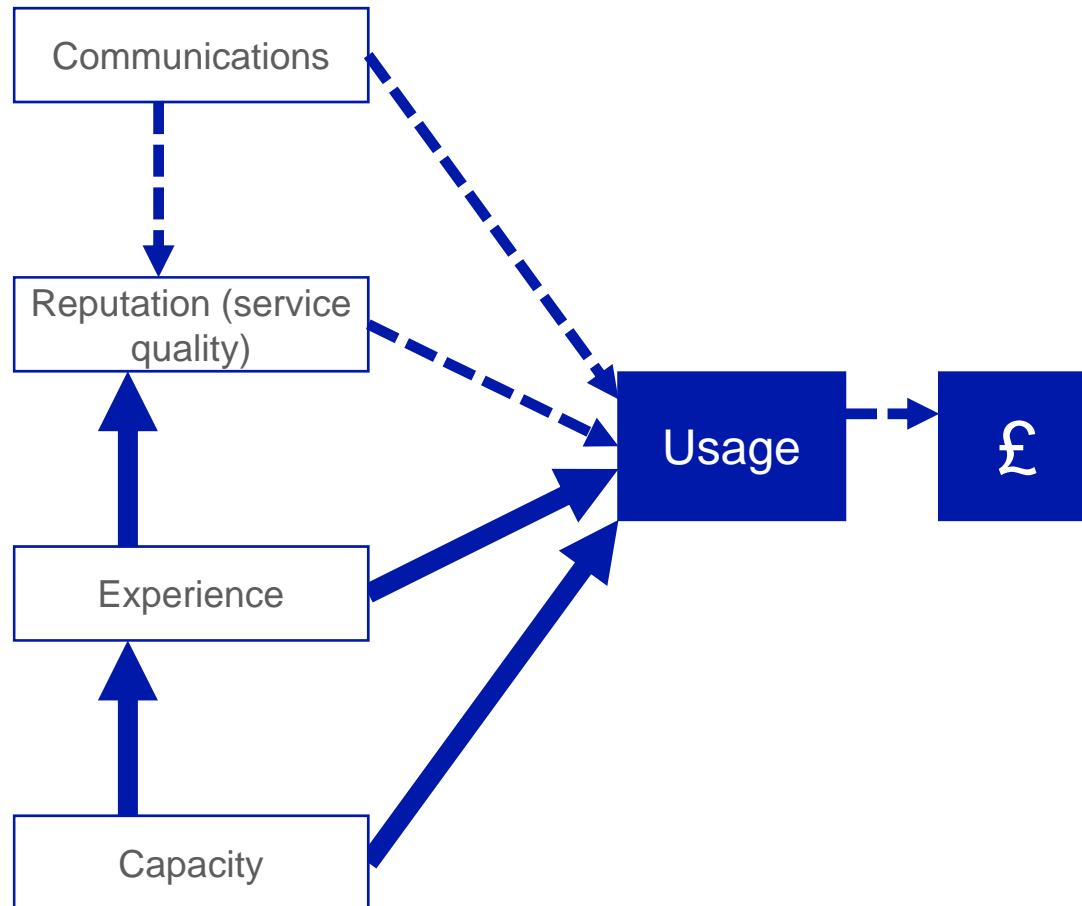 Communications
Reputation (service
quality)
Usage
£
Experience
Capacity